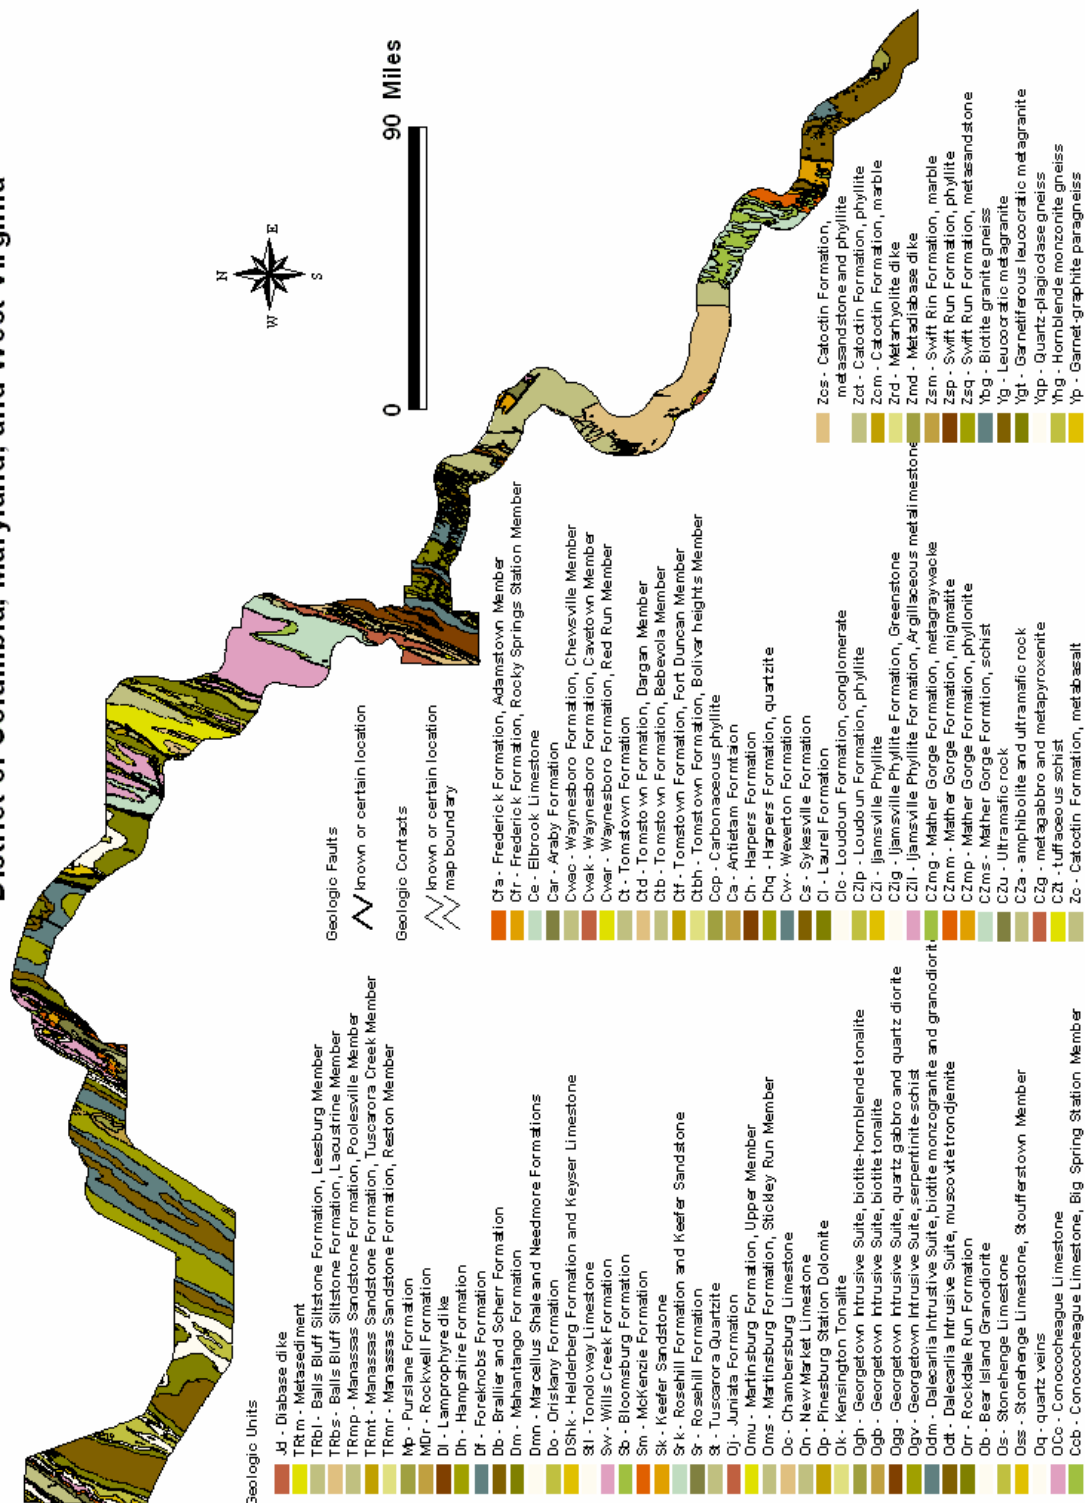 District of Columbia, Maryland, and West Virginia
N
W
E
S
0
90 Miles
Geologic Faults
known or certain location
Geologic Contacts
known or certain location
map boundary
Geologic Units
Jd - Diabase dike
TRtm - Metasediment
TRbl - Balls Bluff Siltstone Formation, Leesburg Member
TRbs - Balls Bluff Siltstone Formation, Lacustrine Member
TRmp - Manassas Sandstone Formation, Poolesville Member
TRmt - Manassas Sandstone Formation, Tuscarora Creek Member
TRmr - Manassas Sandstone Formation, Reston Member
Mp - Purslane Formation
MDr - Rockwell Formation
Dl - Lamprophyre dike
Dh - Hampshire Formation
Df - Foreknobs Formation
Db - Brallier and Scherr Formation
Dm - Mahantango Formation
Dmn - Marcellus Shale and Needmore Formations
Do - Oriskany Formation
DShk - Helderberg Formation and Keyser Limestone
Stl - Tonoloway Limestone
Sw - Wills Creek Formation
Sb - Bloomsburg Formation
Sm - McKenzie Formation
Sk - Keefer Sandstone
Srk - Rosehill Formation and Keefer Sandstone
Sr - Rosehill Formation
St - Tuscarora Quartzite
Oj - Juniata Formation
Omu - Martinsburg Formation, Upper Member
Oms - Martinsburg Formation, Stickley Run Member
Oc - Chambersburg Limestone
On - New Market Limestone
Op - Pinesburg Station Dolomite
Ok - Kensington Tonalite
Ogh - Georgetown Intrusive Suite, biotite-hornblende tonalite
Ogb - Georgetown Intrusive Suite, biotite tonalite
Ogg - Georgetown Intrusive Suite, quartz gabbro and quartz diorite
Ogv - Georgetown Intrusive Suite, serpentinite-schist
Odm - Dalecarlia Intrustive Suite, biotite monzogranite and granodiorite
Odt - Dalecarlia Intrusive Suite, muscovite trondjemite
Orr - Rockdale Run Formation
Ob - Bear Island Granodiorite
Os - Stonehenge Limestone
Oss - Stonehenge Limestone, Stoufferstown Member
Oq - quartz veins
OCc - Conococheague Limestone
Ccb - Conococheague Limestone, Big Spring Station Member
Cfa - Frederick Formation, Adamstown Member
Cfr - Frederick Formation, Rocky Springs Station Member
Ce - Elbrook Limestone
Car - Araby Formation
Cwac - Waynesboro Formation, Chewsville Member
Cwak - Waynesboro Formation, Cavetown Member
Cwar - Waynesboro Formation, Red Run Member
Ct - Tomstown Formation
Ctd - Tomstown Formation, Dargan Member
Ctb - Tomstown Formation, Bebevola Member
Ctf - Tomstown Formation, Fort Duncan Member
Ctbh - Tomstown Formation, Bolivar heights Member
Ccp - Carbonaceous phyllite
Ca - Antietam Formtaion
Ch - Harpers Formation
Chq - Harpers Formation, quartzite
Cw - Weverton Formation
Cs - Sykesville Formation
Cl - Laurel Formation
Clc - Loudoun Formation, conglomerate
CZlp - Loudoun Formation, phyllite
CZi - Ijamsville Phyllite
CZig - Ijamsville Phyllite Formation, Greenstone
CZil - Ijamsville Phyllite Formation, Argillaceous metalimestone
CZmg - Mather Gorge Formation, metagraywacke
CZmm - Mather Gorge Formation, migmatite
CZmp - Mather Gorge Formation, phyllonite
CZms - Mather Gorge Formtion, schist
CZu - Ultramafic rock
CZa - amphibolite and ultramafic rock
CZg - metagabbro and metapyroxenite
CZt - tuffaceous schist
Zc - Catoctin Formation, metabasalt
Zcs - Catoctin Formation,
metasandstone and phyllite
Zct - Catoctin Formation, phyllite
Zcm - Catoctin Formation, marble
Zrd - Metarhyolite dike
Zmd - Metadiabase dike
Zsm - Swift Rin Formation, marble
Zsp - Swift Run Formation, phyllite
Zsq - Swift Run Formation, metasandstone
Ybg - Biotite granite gneiss
Yg - Leucocratic metagranite
Ygt - Garnetiferous leucocratic metagranite
Yqp - Quartz-plagioclase gneiss
Yhg - Hornblende monzonite gneiss
Yp - Garnet-graphite paragneiss